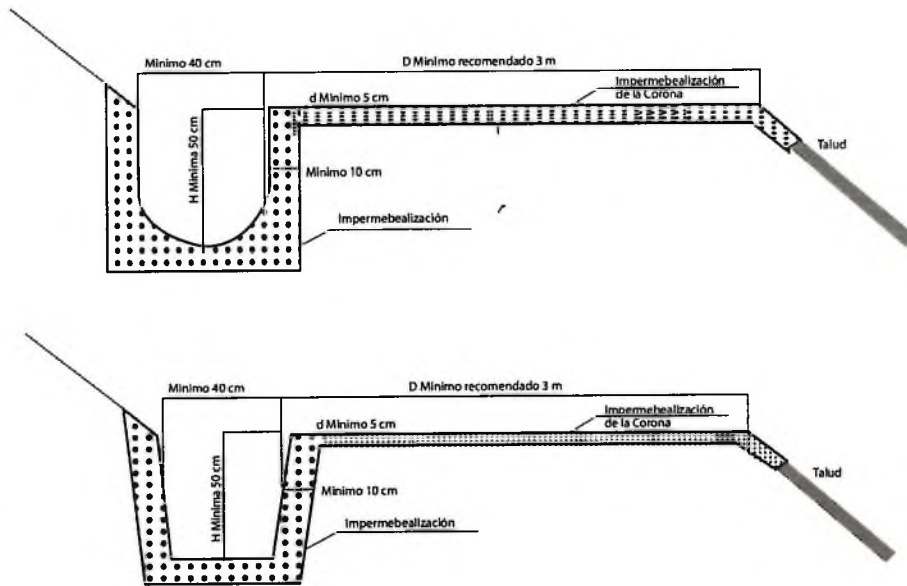 Minimo 40 cm
D Minimo recomendado 3 m
d Minimo 5 cm
Impermebealización
de la Corona
Talud
H Minima 50 cm
Minimo 10 cm
Impermebealización
Minimo 40 cm
D Minimo recomendado 3 m
d Minimo 5 cm
Impermebealización
de la Corona
Talud
H Minima 50 cm
Minimo 10 cm
Impermebealización